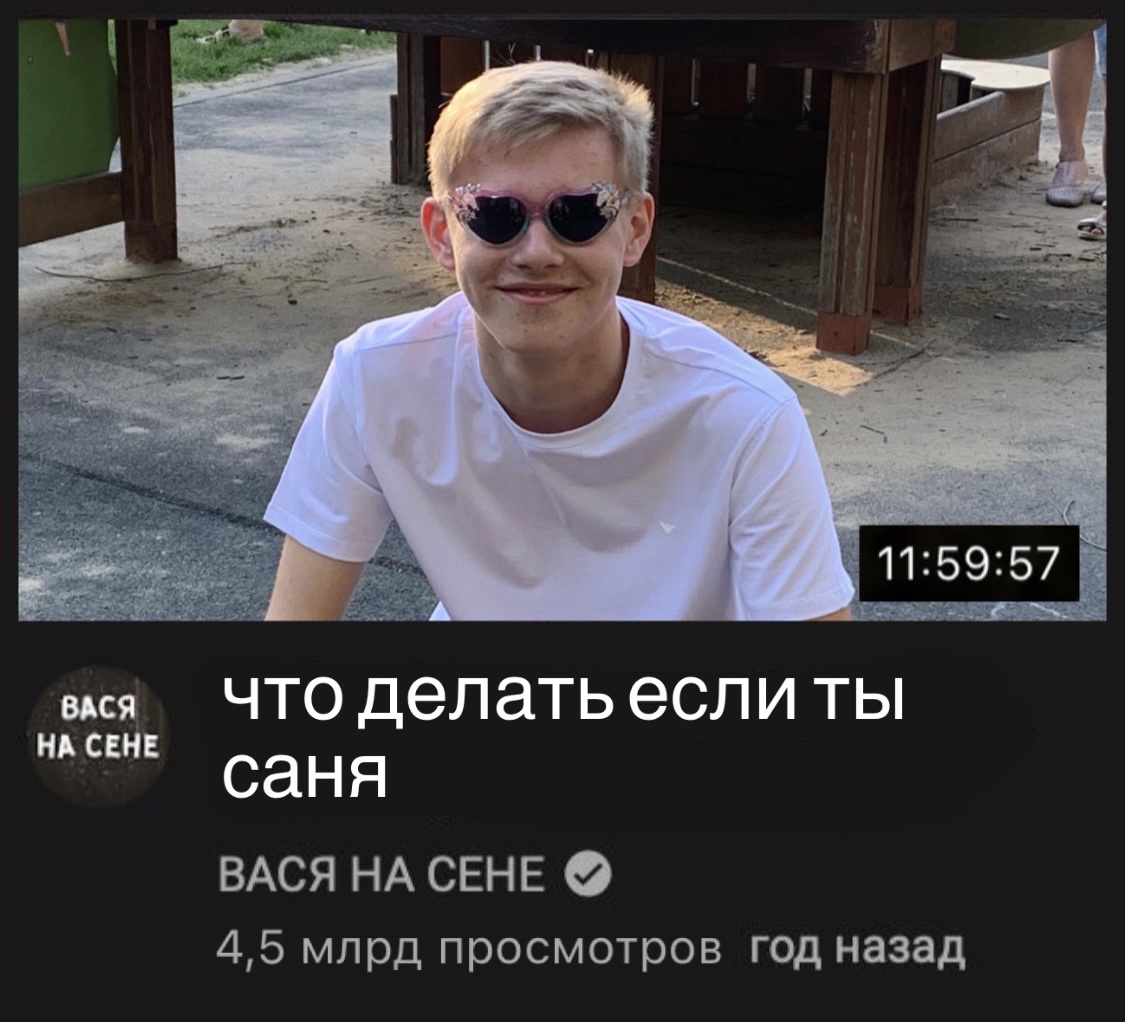 11:59:57
ВАСЯ
НА СЕНЕ
что делать если ты
саня
ВАСЯ НА СЕНЕ
4,5 млрд просмотров год назад